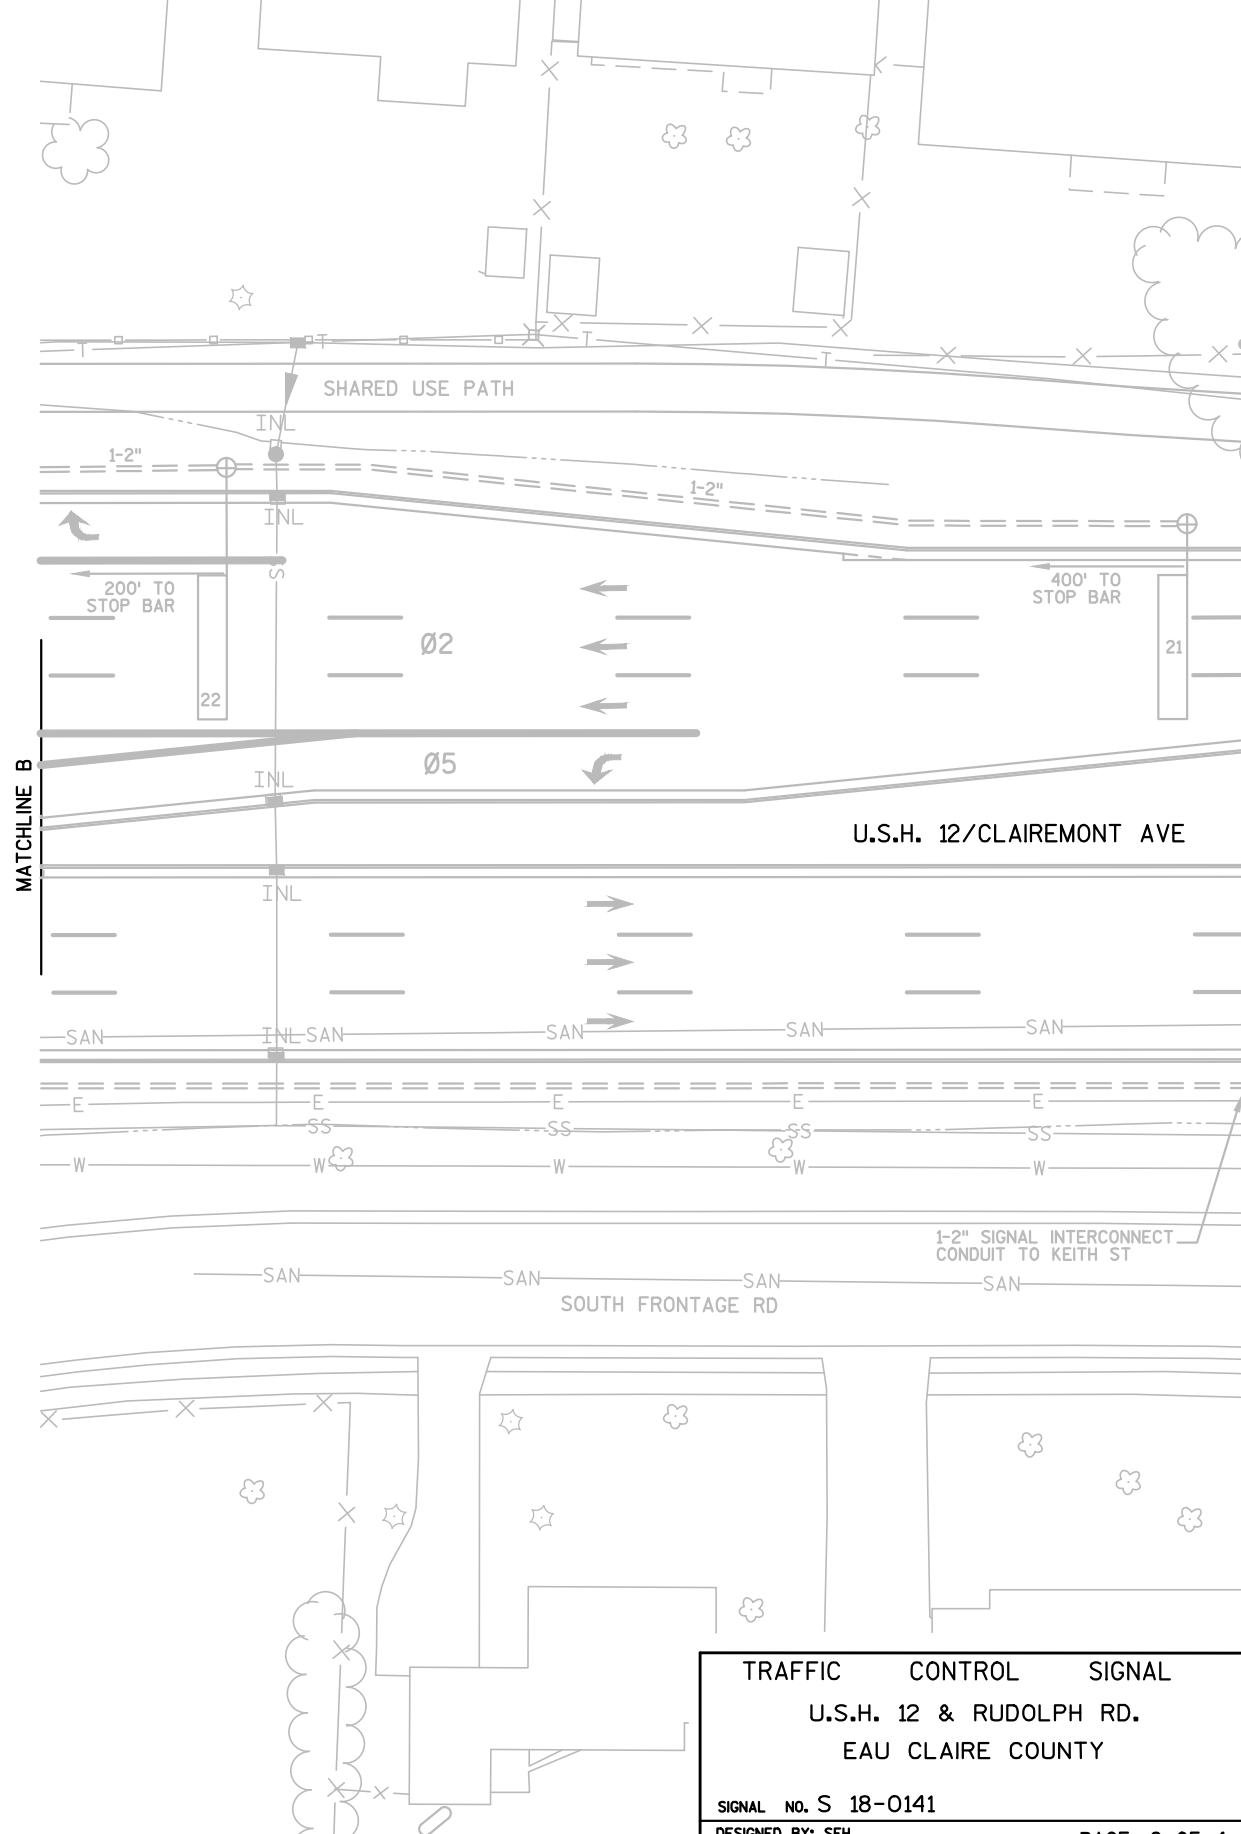 T
T
T
T
SHARED USE PATH
INL
1-2"
1-2"
INL
S
200' TO
STOP BAR
400' TO
STOP BAR
Ø2
21
22
Ø5
INL
MATCHLINE B
U.S.H. 12/CLAIREMONT AVE
INL
SAN
INL
SAN
SAN
SAN
SAN
E
E
E
E
E
SS
SS
SS
SS
W
W
W
W
W
1-2" SIGNAL INTERCONNECT
CONDUIT TO KEITH ST
SAN
SAN
SAN
SAN
SOUTH FRONTAGE RD
TRAFFIC CONTROL SIGNAL
U.S.H. 12 & RUDOLPH RD.
EAU CLAIRE COUNTY
SIGNAL NO. S 18-0141
DESIGNED BY: SEH